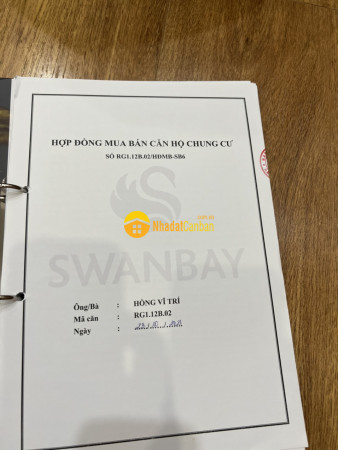 HỢP ĐỒNG MUA BÁN CĂN HỘ CHUNG CƯ
SỐ RG1.12B.02/HĐMB-SB6
SWANBAY
Ông/Bà : HỒNG VĨ TRÍ
Mã căn : RG1.12B.02
Ngày :